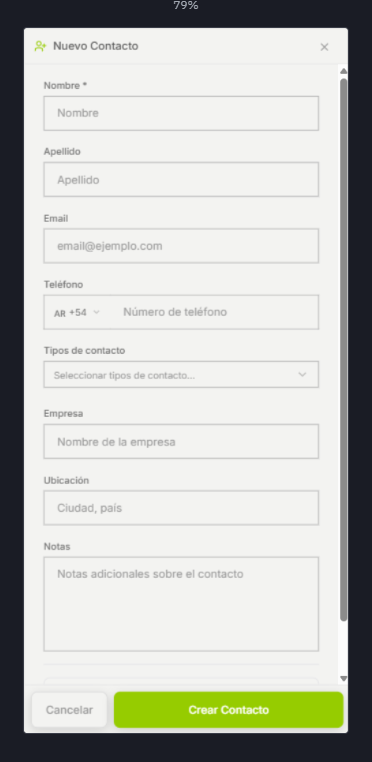 79%
Nuevo Contacto
Nombre *
Nombre
Apellido
Apellido
Email
email@ejemplo.com
Teléfono
AR +54 Número de teléfono
Tipos de contacto
Seleccionar tipos de contacto...
Empresa
Nombre de la empresa
Ubicación
Ciudad, país
Notas
Notas adicionales sobre el contacto
Cancelar Crear Contacto